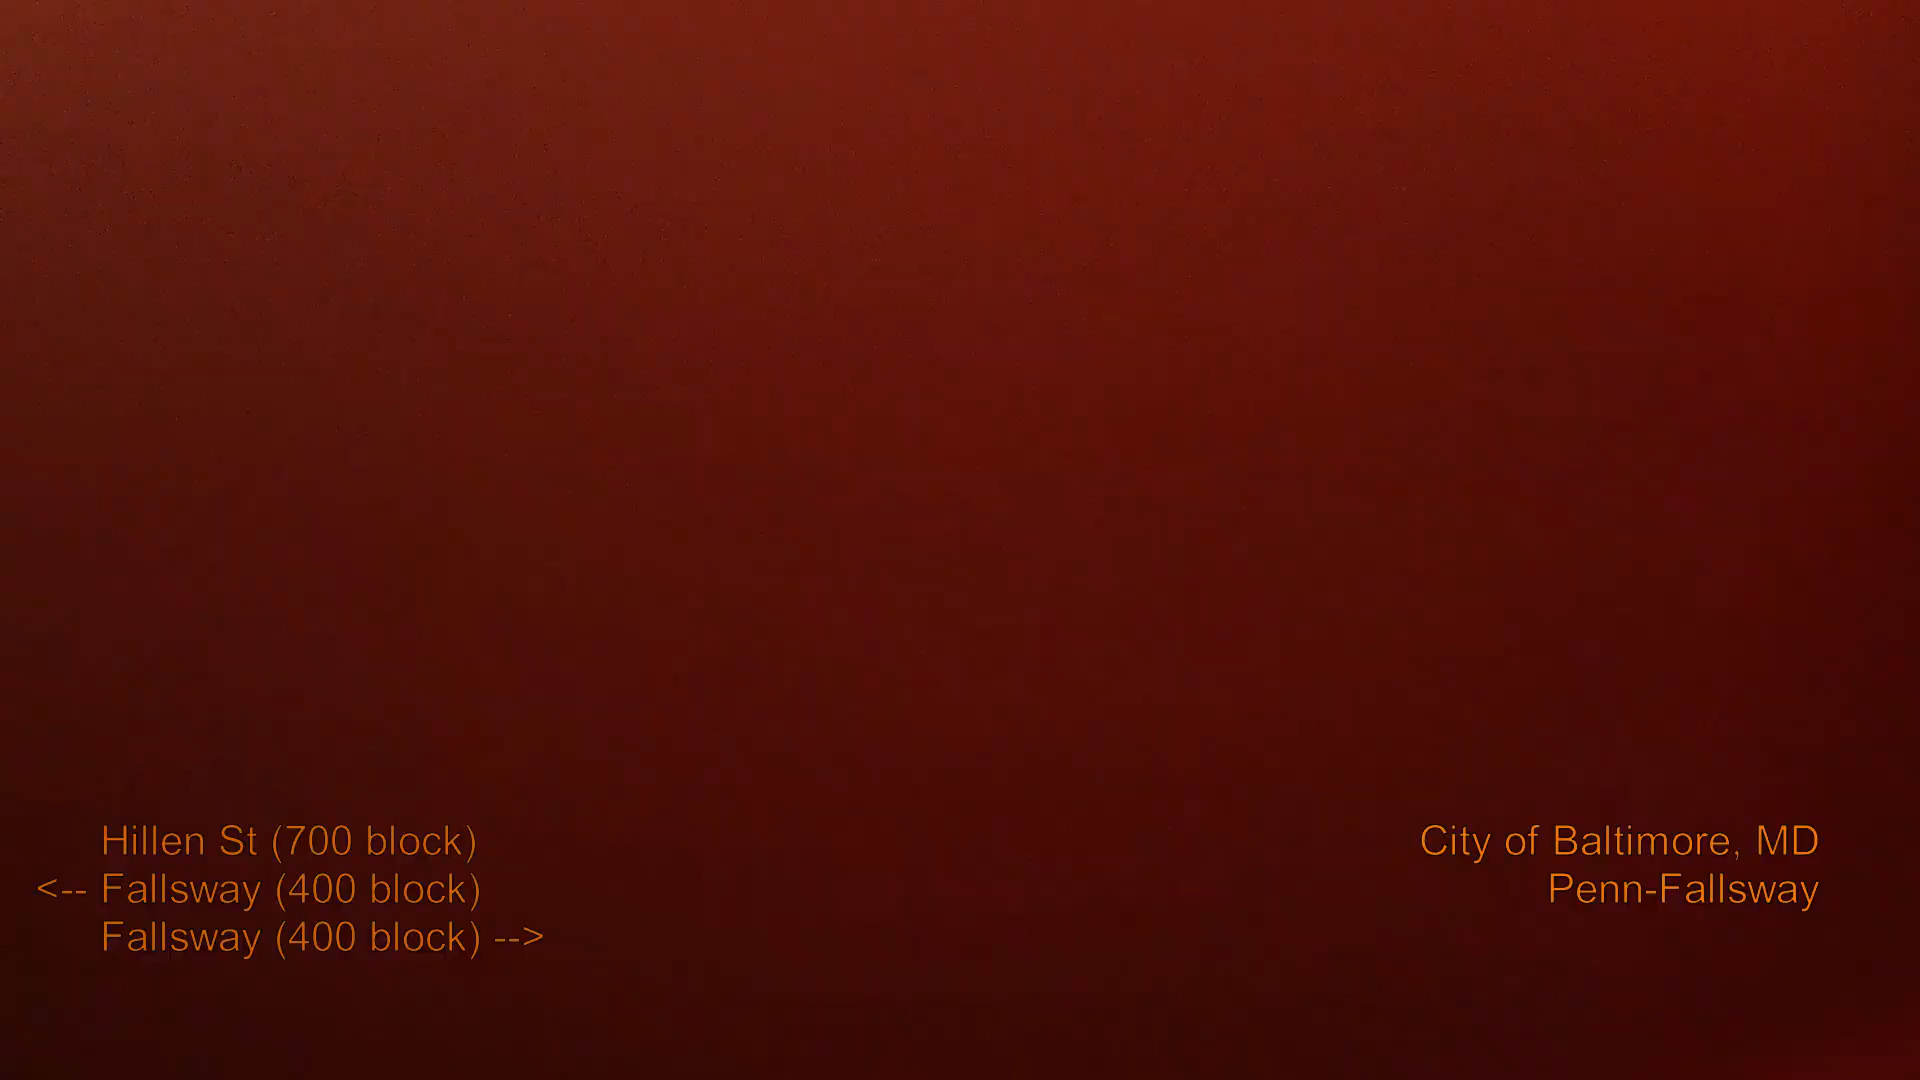 Hillen St (700 block)
<-- Fallsway (400 block)
Fallsway (400 block) -->
City of Baltimore, MD
Penn-Fallsway